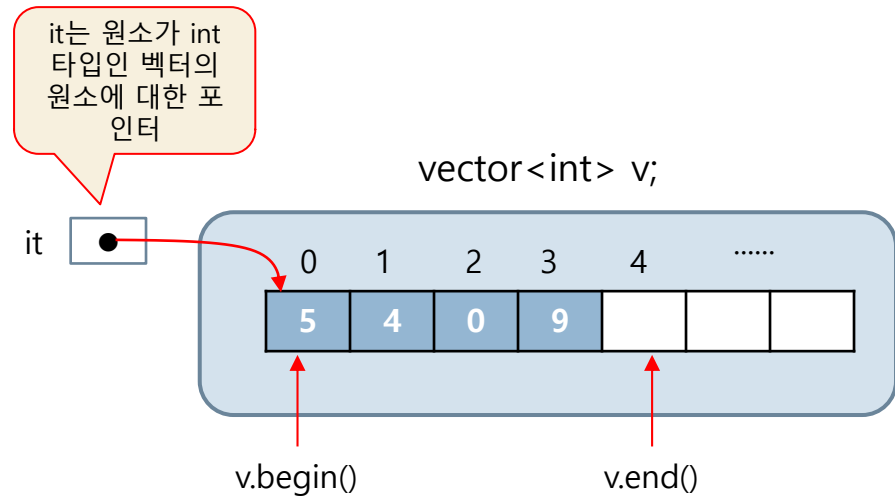 it는 원소가 int
타입인 벡터의
원소에 대한 포
인터
vector<int> v;
it
0 1 2 3 4 ······
5 4 0 9
v.begin() v.end()